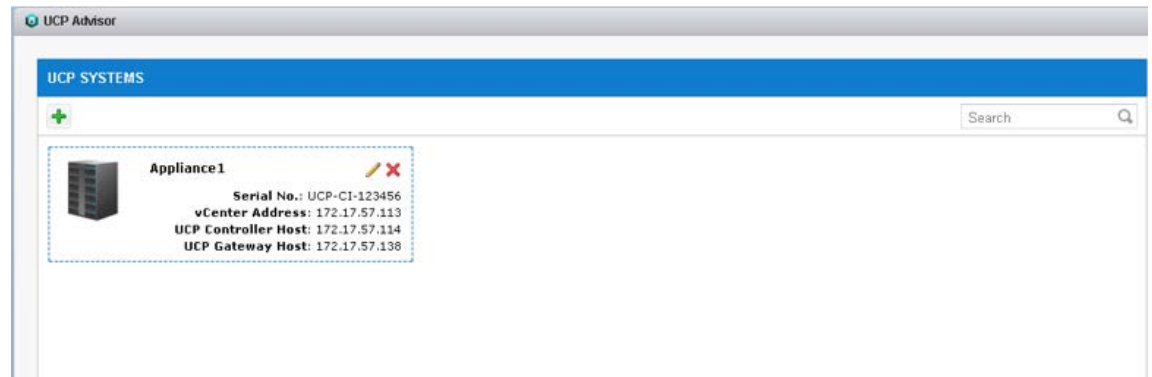 UCP Advisor
UCP SYSTEMS
Search
Appliance1
Serial No.: UCP-CI-123456
vCenter Address: 172.17.57.113
UCP Controller Host: 172.17.57.114
UCP Gateway Host: 172.17.57.138